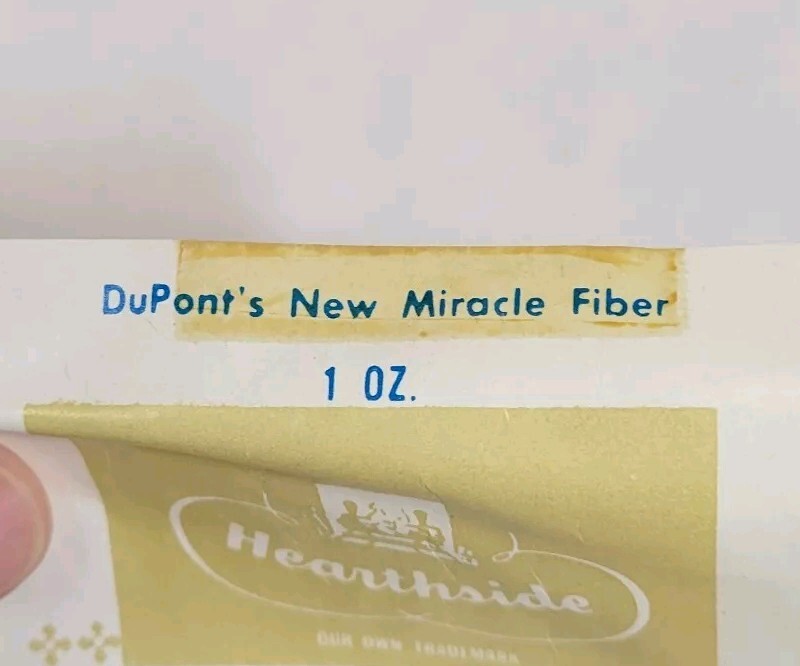 DuPont's New Miracle Fiber
1 OZ.
Hearthside
OUR OWN TRADEMARK